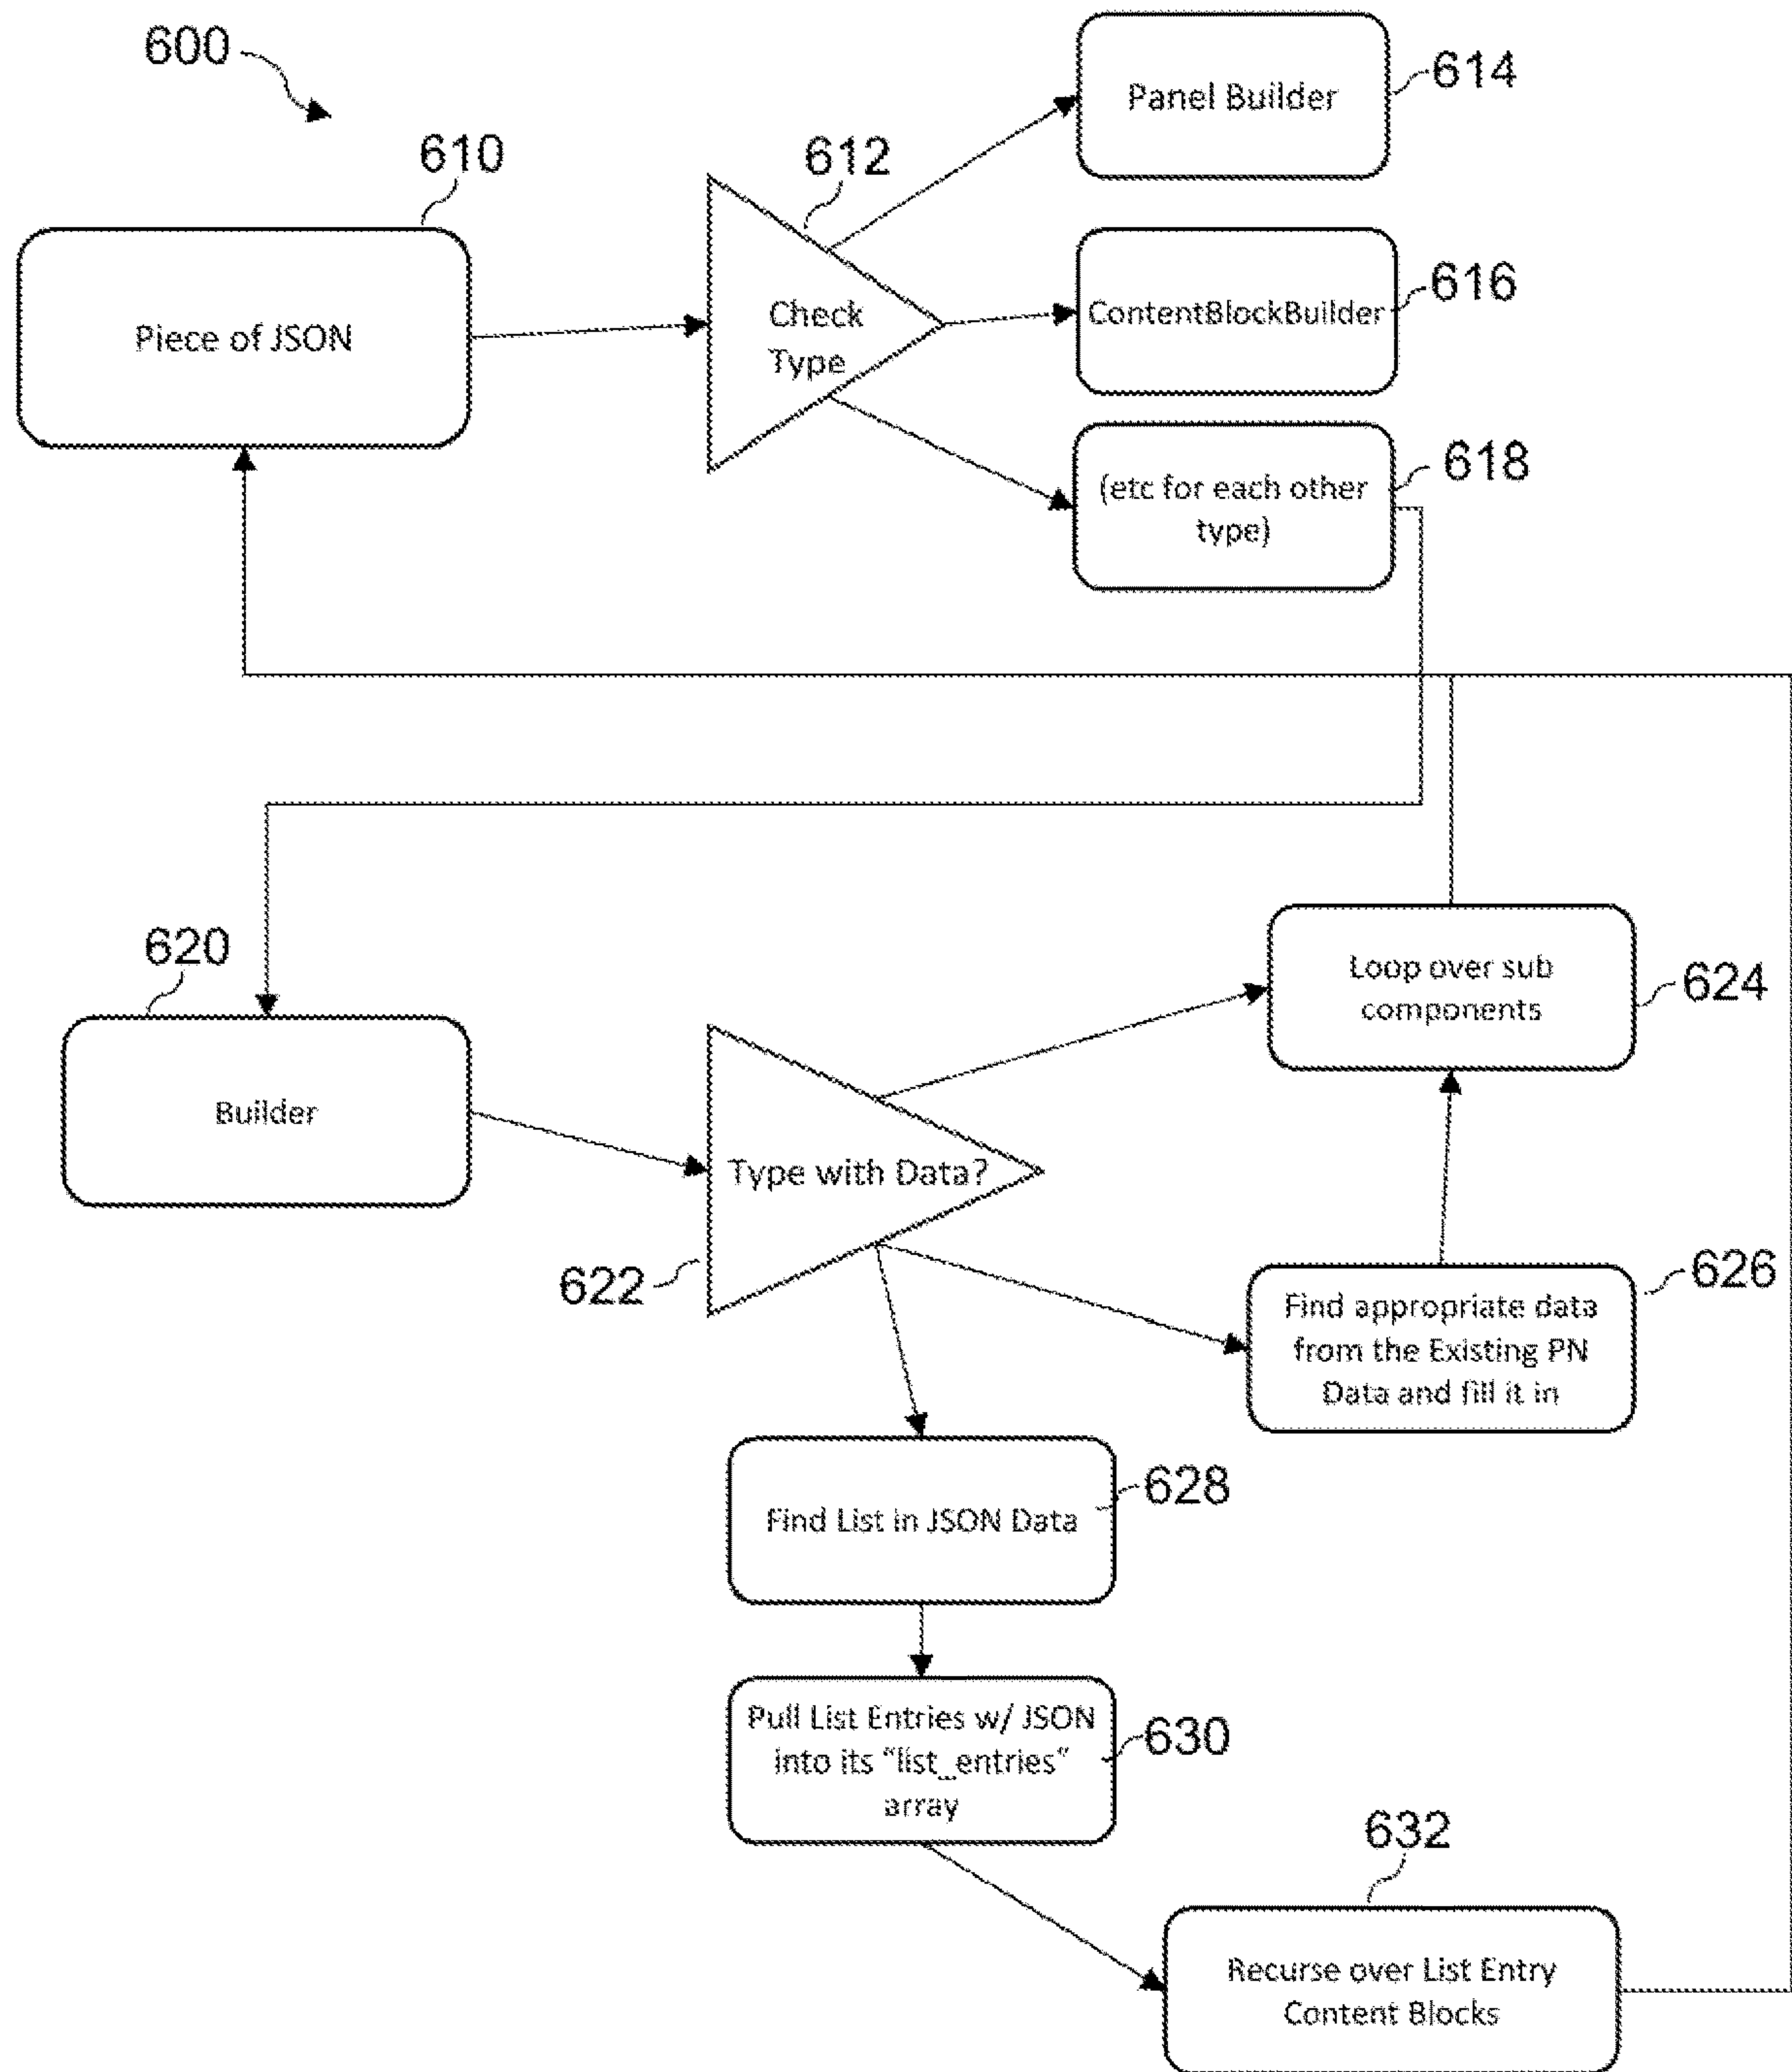 600
610
612
614
Panel Builder
Piece of JSON
Check
Type
ContentBlockBuilder
616
(etc for each other
type)
618
620
Builder
Type with Data?
622
Loop over sub
components
624
Find appropriate data
from the Existing PN
Data and fill it in
626
Find List in JSON Data
628
Pull List Entries w/ JSON
into its "list_entries"
array
630
632
Recurse over List Entry
Content Blocks